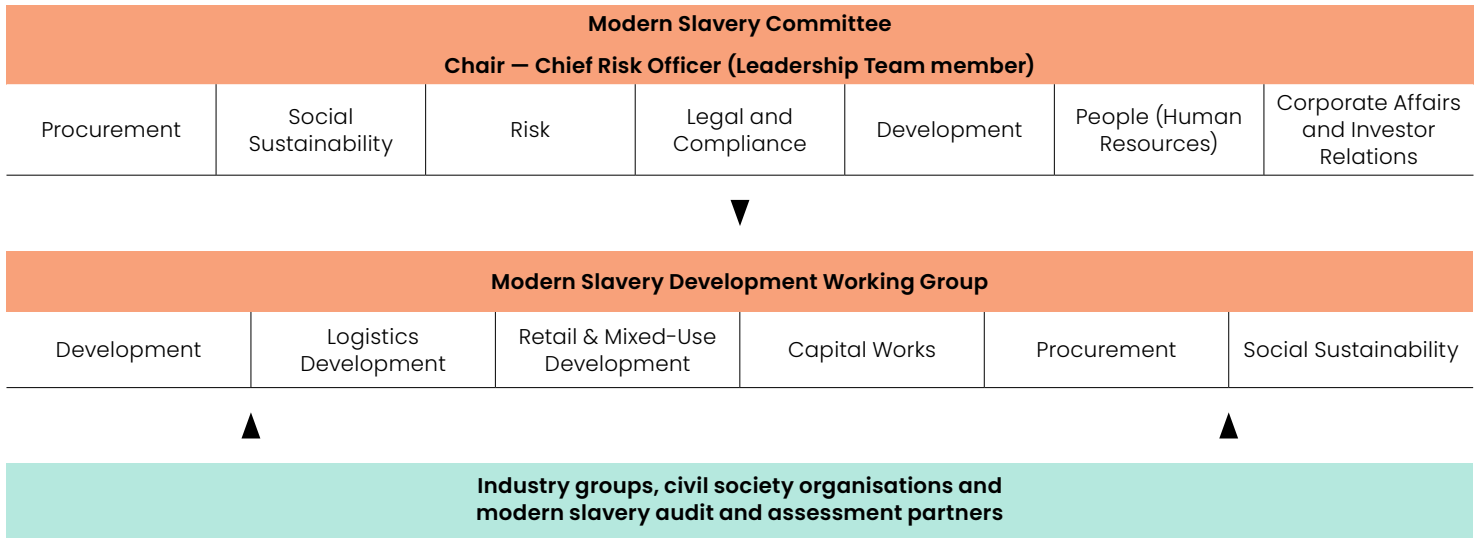 Modern Slavery Committee
Chair — Chief Risk Officer (Leadership Team member)
Procurement
Social
Sustainability
Risk
Legal and
Compliance
Development
People (Human
Resources)
Corporate Affairs
and Investor
Relations
Modern Slavery Development Working Group
Development
Logistics
Development
Retail & Mixed-Use
Development
Capital Works
Procurement
Social Sustainability
Industry groups, civil society organisations and
modern slavery audit and assessment partners